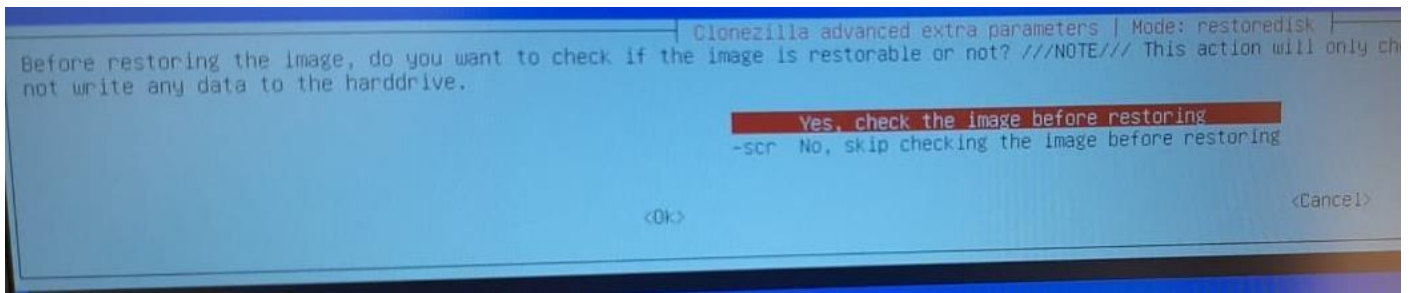 Clonezilla advanced extra parameters | Mode: restoredisk
Before restoring the image, do you want to check if the image is restorable or not? ///NOTE/// This action will only
not write any data to the harddrive.
Yes, check the image before restoring
-scr No, skip checking the image before restoring
<Ok> <Cancel>